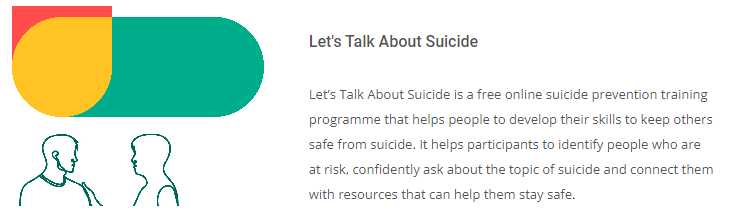 Let's Talk About Suicide
Let’s Talk About Suicide is a free online suicide prevention training
programme that helps people to develop their skills to keep others
safe from suicide. It helps participants to identify people who are
at risk, confidently ask about the topic of suicide and connect them
with resources that can help them stay safe.